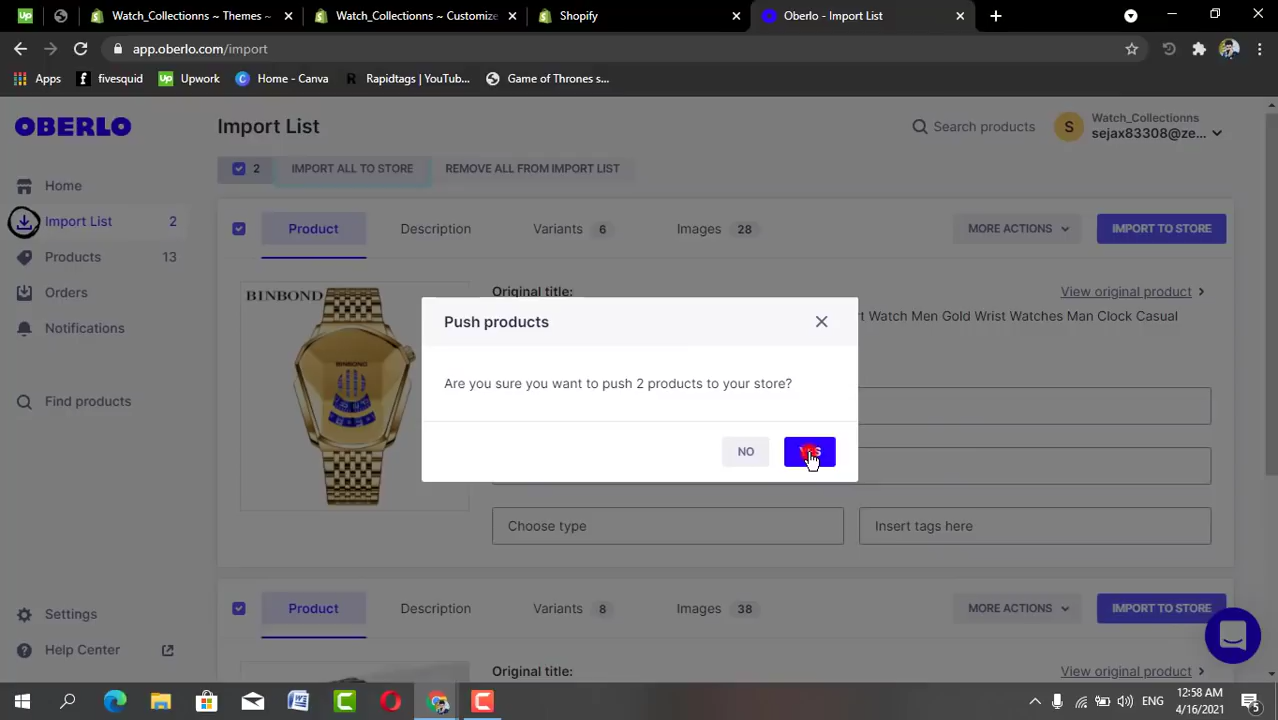 Watch_Collectionns ~ Themes ~
Watch_Collectionns ~ Customize
Shopify
Oberlo - Import List
app.oberlo.com/import
Apps
fivesquid
Up Upwork
Home - Canva
R Rapidtags | YouTub...
Game of Thrones s...
OBERLO
Import List
Search products
S
Watch_Collectionns
sejax83308@ze...
2
IMPORT ALL TO STORE
REMOVE ALL FROM IMPORT LIST
Home
Import List 2
Products 13
Orders
Notifications
Find products
Settings
Help Center
Product
Description
Variants 6
Images 28
MORE ACTIONS
IMPORT TO STORE
BINBOND
Original title:
View original product
rt Watch Men Gold Wrist Watches Man Clock Casual
Push products
Are you sure you want to push 2 products to your store?
NO
Choose type
Insert tags here
Product
Description
Variants 8
Images 38
MORE ACTIONS
IMPORT TO STORE
Original title:
View original product
ENG
12:58 AM
4/16/2021
5